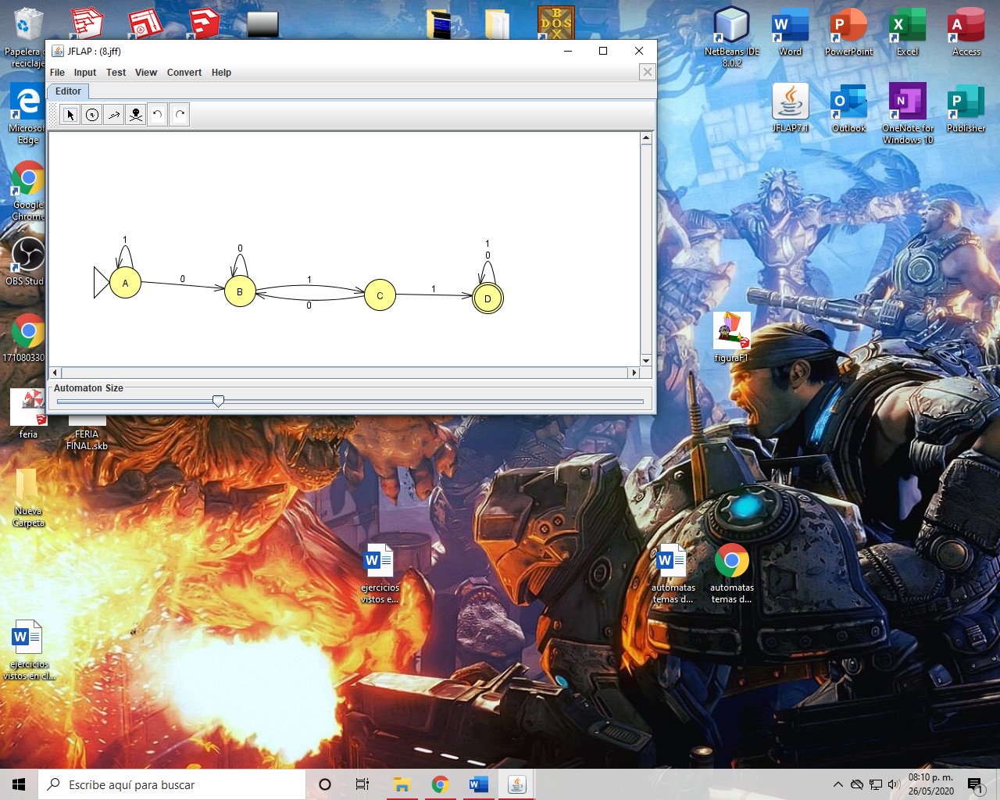 Papelera de
reciclaje
NetBeans IDE
8.0.2
Word
PowerPoint
Excel
Access
JFLAP : (8.jff)
File Input Test View Convert Help
Editor
Microsoft
Edge
JFLAP7.1
Outlook
OneNote for
Windows 10
Publisher
Google
Chrome
OBS Studi
171080330
1
A
0
0
B
1
0
C
1
1
0
D
Automaton Size
figuraF1
feria
FERIA
FINAL.skb
Nueva
Carpeta
ejercicios
vistos e...
automatas
temas d...
automatas
temas d...
ejercicios
vistos en cl...
Escribe aquí para buscar
08:10 p. m.
26/05/2020
1